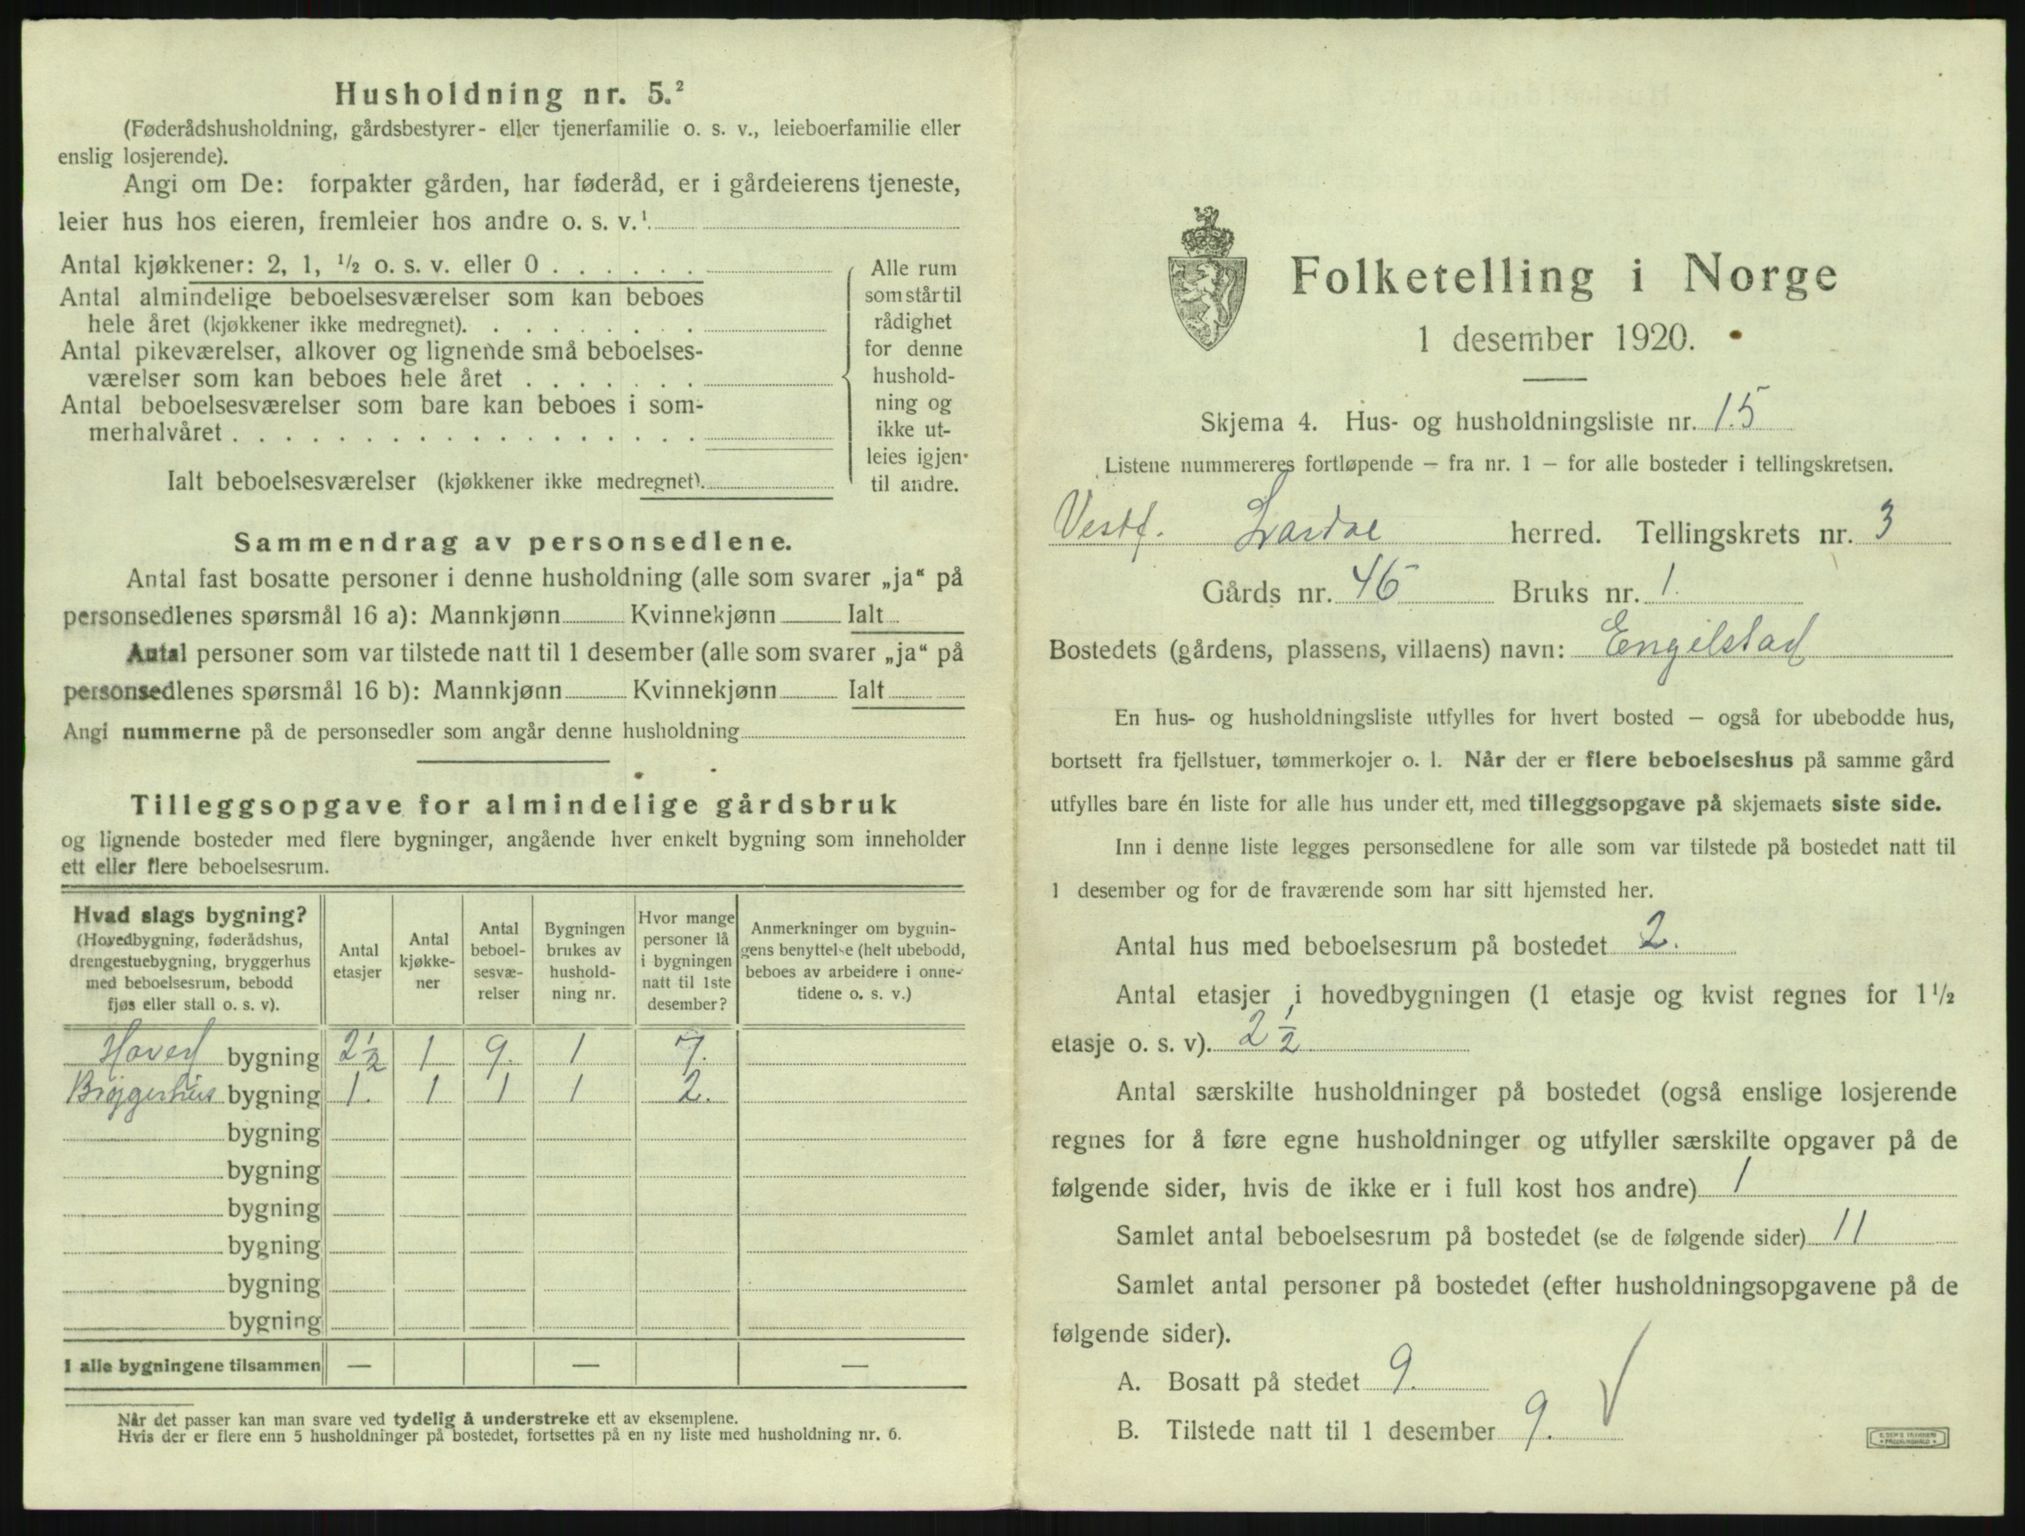 Husholdning nr. 5.²
(Føderådshusholdning, gårdsbestyrer- eller tjenerfamilie o. s. v., leieboerfamilie eller
enslig losjerende).
Angi om De: forpakter gården, har føderåd, er i gårdeierens tjeneste,
leier hus hos eieren, fremleier hos andre o. s. v.¹
Antal kjøkkener: 2, 1, ½ o. s. v. eller 0 . . . . . .
Antal almindelige beboelsesværelser som kan beboes
hele året (kjøkkener ikke medregnet). . . . . . . . .
Antal pikeværelser, alkover og lignende små beboelses-
værelser som kan beboes hele året . . . . . . .
Antal beboelsesværelser som bare kan beboes i som-
merhalvåret . . . . . . . . . . . . . . . . . .
Ialt beboelsesværelser (kjøkkener ikke medregnet).
Alle rum
som står til
rådighet
for denne
hushold-
ning og
ikke ut-
leies igjen
til andre.
Sammendrag av personsedlene.
Antal fast bosatte personer i denne husholdning (alle som svarer „ja“ på
personsedlenes spørsmål 16 a): Mannkjønn Kvinnekjønn Ialt
Antal personer som var tilstede natt til 1 desember (alle som svarer „ja“ på
personsedlenes spørsmål 16 b): Mannkjønn Kvinnekjønn Ialt
Angi nummerne på de personsedler som angår denne husholdning
Tilleggsopgave for almindelige gårdsbruk
og lignende bosteder med flere bygninger, angående hver enkelt bygning som inneholder
ett eller flere beboelsesrum.
Hvad slags bygning?
(Hovedbygning, føderådshus,
drengestuebygning, bryggerhus
med beboelsesrum, bebodd
fjøs eller stall o. s. v).
Antal
etasjer
Antal
kjøkke-
ner
Antal
beboel-
sesvæ-
relser
Bygningen
brukes av
hushold-
ning nr.
Hvor mange
personer lå
i bygningen
natt til 1ste
desember?
Anmerkninger om bygnin-
gens benyttelse (helt ubebodd,
beboes av arbeidere i onne-
tidene o. s. v.)
Hoved bygning 2½ 1 9. 1 7.
Brøggerhus bygning 1. 1 1 1 2.
bygning
bygning
bygning
bygning
bygning
bygning
I alle bygningene tilsammen — — —
Når det passer kan man svare ved tydelig å understreke ett av eksemplene.
Hvis der er flere enn 5 husholdninger på bostedet, fortsettes på en ny liste med husholdning nr. 6.
Folketelling i Norge
1 desember 1920.
Skjema 4. Hus- og husholdningsliste nr. 15
Listene nummereres fortløpende — fra nr. 1 — for alle bosteder i tellingskretsen.
Vestf. Lardal herred. Tellingskrets nr. 3
Gårds nr. 46 Bruks nr. 1.
Bostedets (gårdens, plassens, villaens) navn: Engelstad
En hus- og husholdningsliste utfylles for hvert bosted — også for ubebodde hus,
bortsett fra fjellstuer, tømmerkojer o. l. Når der er flere beboelseshus på samme gård
utfylles bare én liste for alle hus under ett, med tilleggsopgave på skjemaets siste side.
Inn i denne liste legges personsedlene for alle som var tilstede på bostedet natt til
1 desember og for de fraværende som har sitt hjemsted her.
Antal hus med beboelsesrum på bostedet 2.
Antal etasjer i hovedbygningen (1 etasje og kvist regnes for 1½
etasje o. s. v). 2½
Antal særskilte husholdninger på bostedet (også enslige losjerende
regnes for å føre egne husholdninger og utfyller særskilte opgaver på de
følgende sider, hvis de ikke er i full kost hos andre) 1
Samlet antal beboelsesrum på bostedet (se de følgende sider) 11
Samlet antal personer på bostedet (efter husholdningsopgavene på de
følgende sider).
A. Bosatt på stedet 9.
B. Tilstede natt til 1 desember 9. √